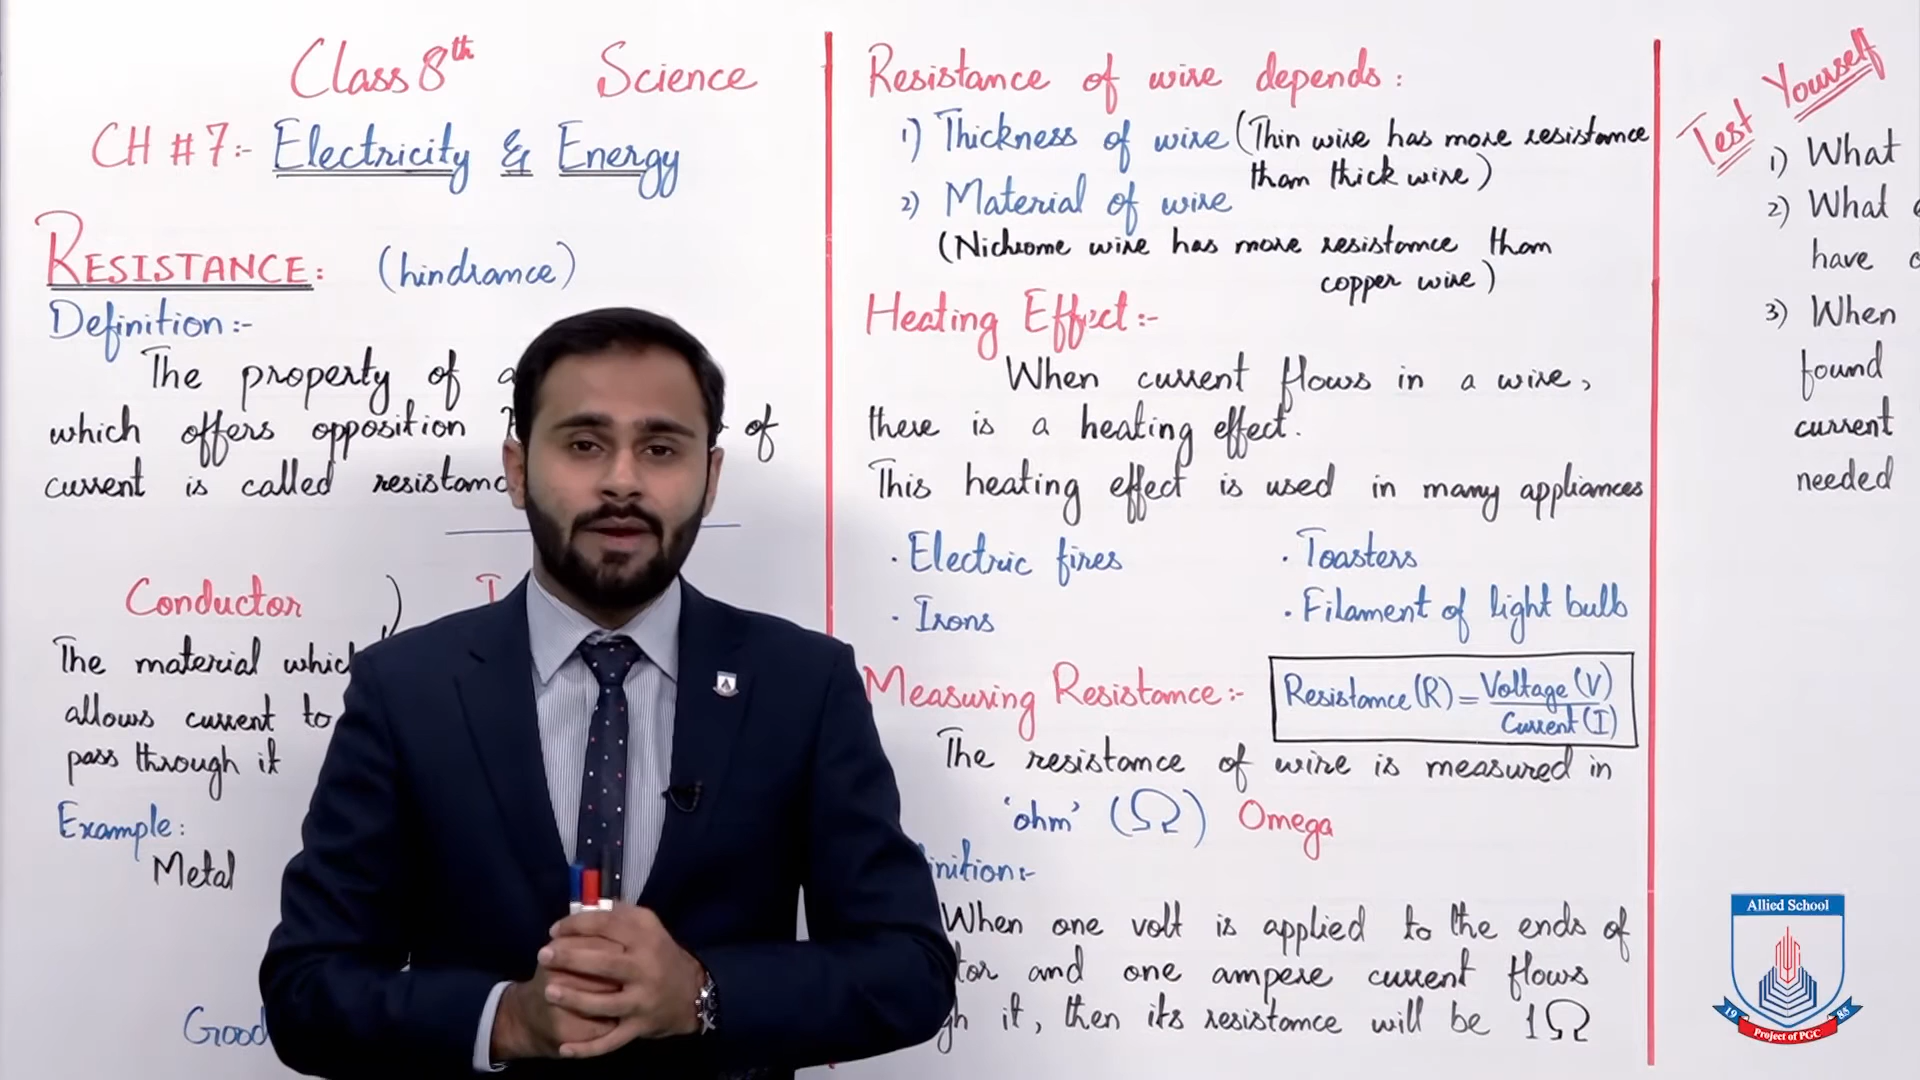 Class 8th Science
CH # 7:- Electricity & Energy
RESISTANCE: (hindrance)
Definition:-
The property of a
which offers opposition of
current is called
Conductor
The material which
allows current to
pass through it
Example:
Metal
Good
Resistance of wire depends:
1) Thickness of wire (Thin wire has more resistance
than thick wire)
2) Material of wire
(Nichrome wire has more resistance than
copper wire)
Heating Effect:-
When current flows in a wire,
there is a heating effect.
This heating effect is used in many appliances
· Electric fires · Toasters
· Irons · Filament of light bulb
Measuring Resistance:- Resistance (R) = Voltage (V)
Current (I)
The resistance of wire is measured in
'ohm' (Ω) Omega
When one volt is applied to the ends of
and one ampere current flows
it, then its resistance will be 1Ω
Test Yourself
1) What
2) What
have
3) When
found
current
needed
Allied School
19 85
Project of PGC